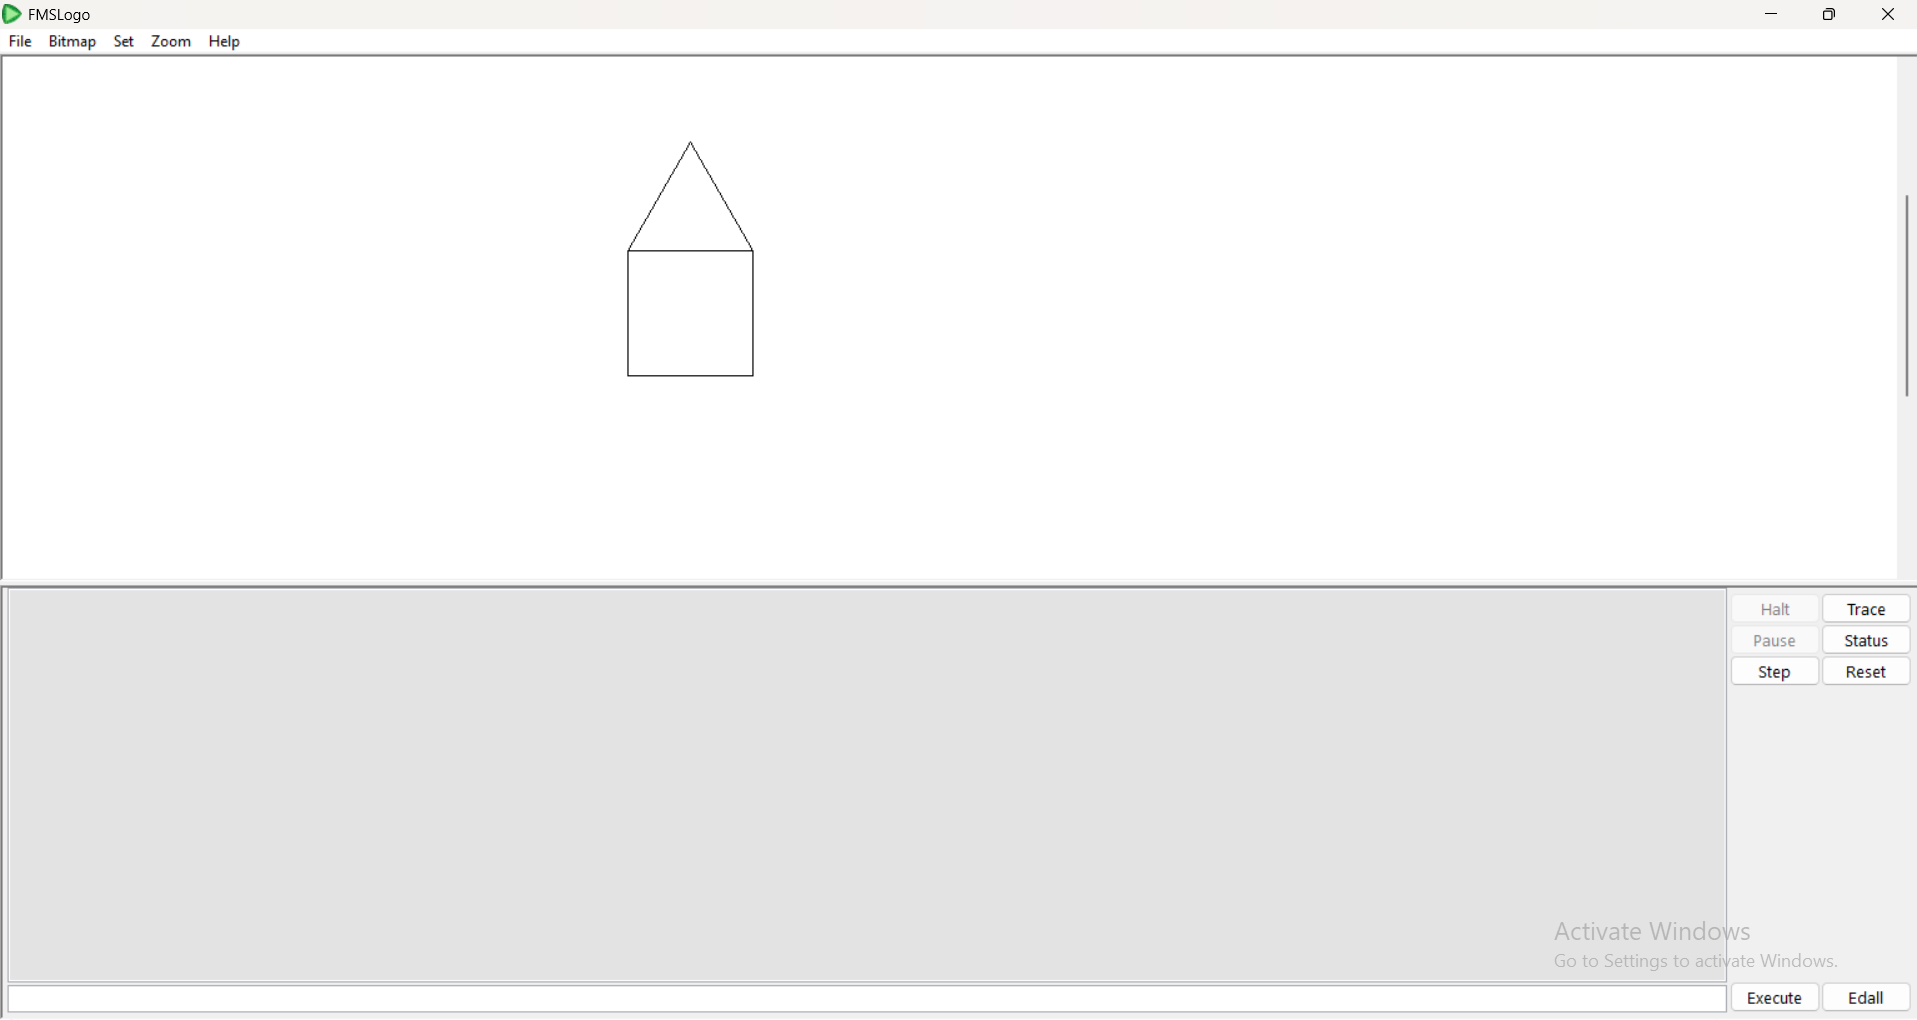 FMSLogo
File Bitmap Set Zoom Help
Halt Trace
Pause Status
Step Reset
Activate Windows
Go to Settings to activate Windows.
Execute Edall